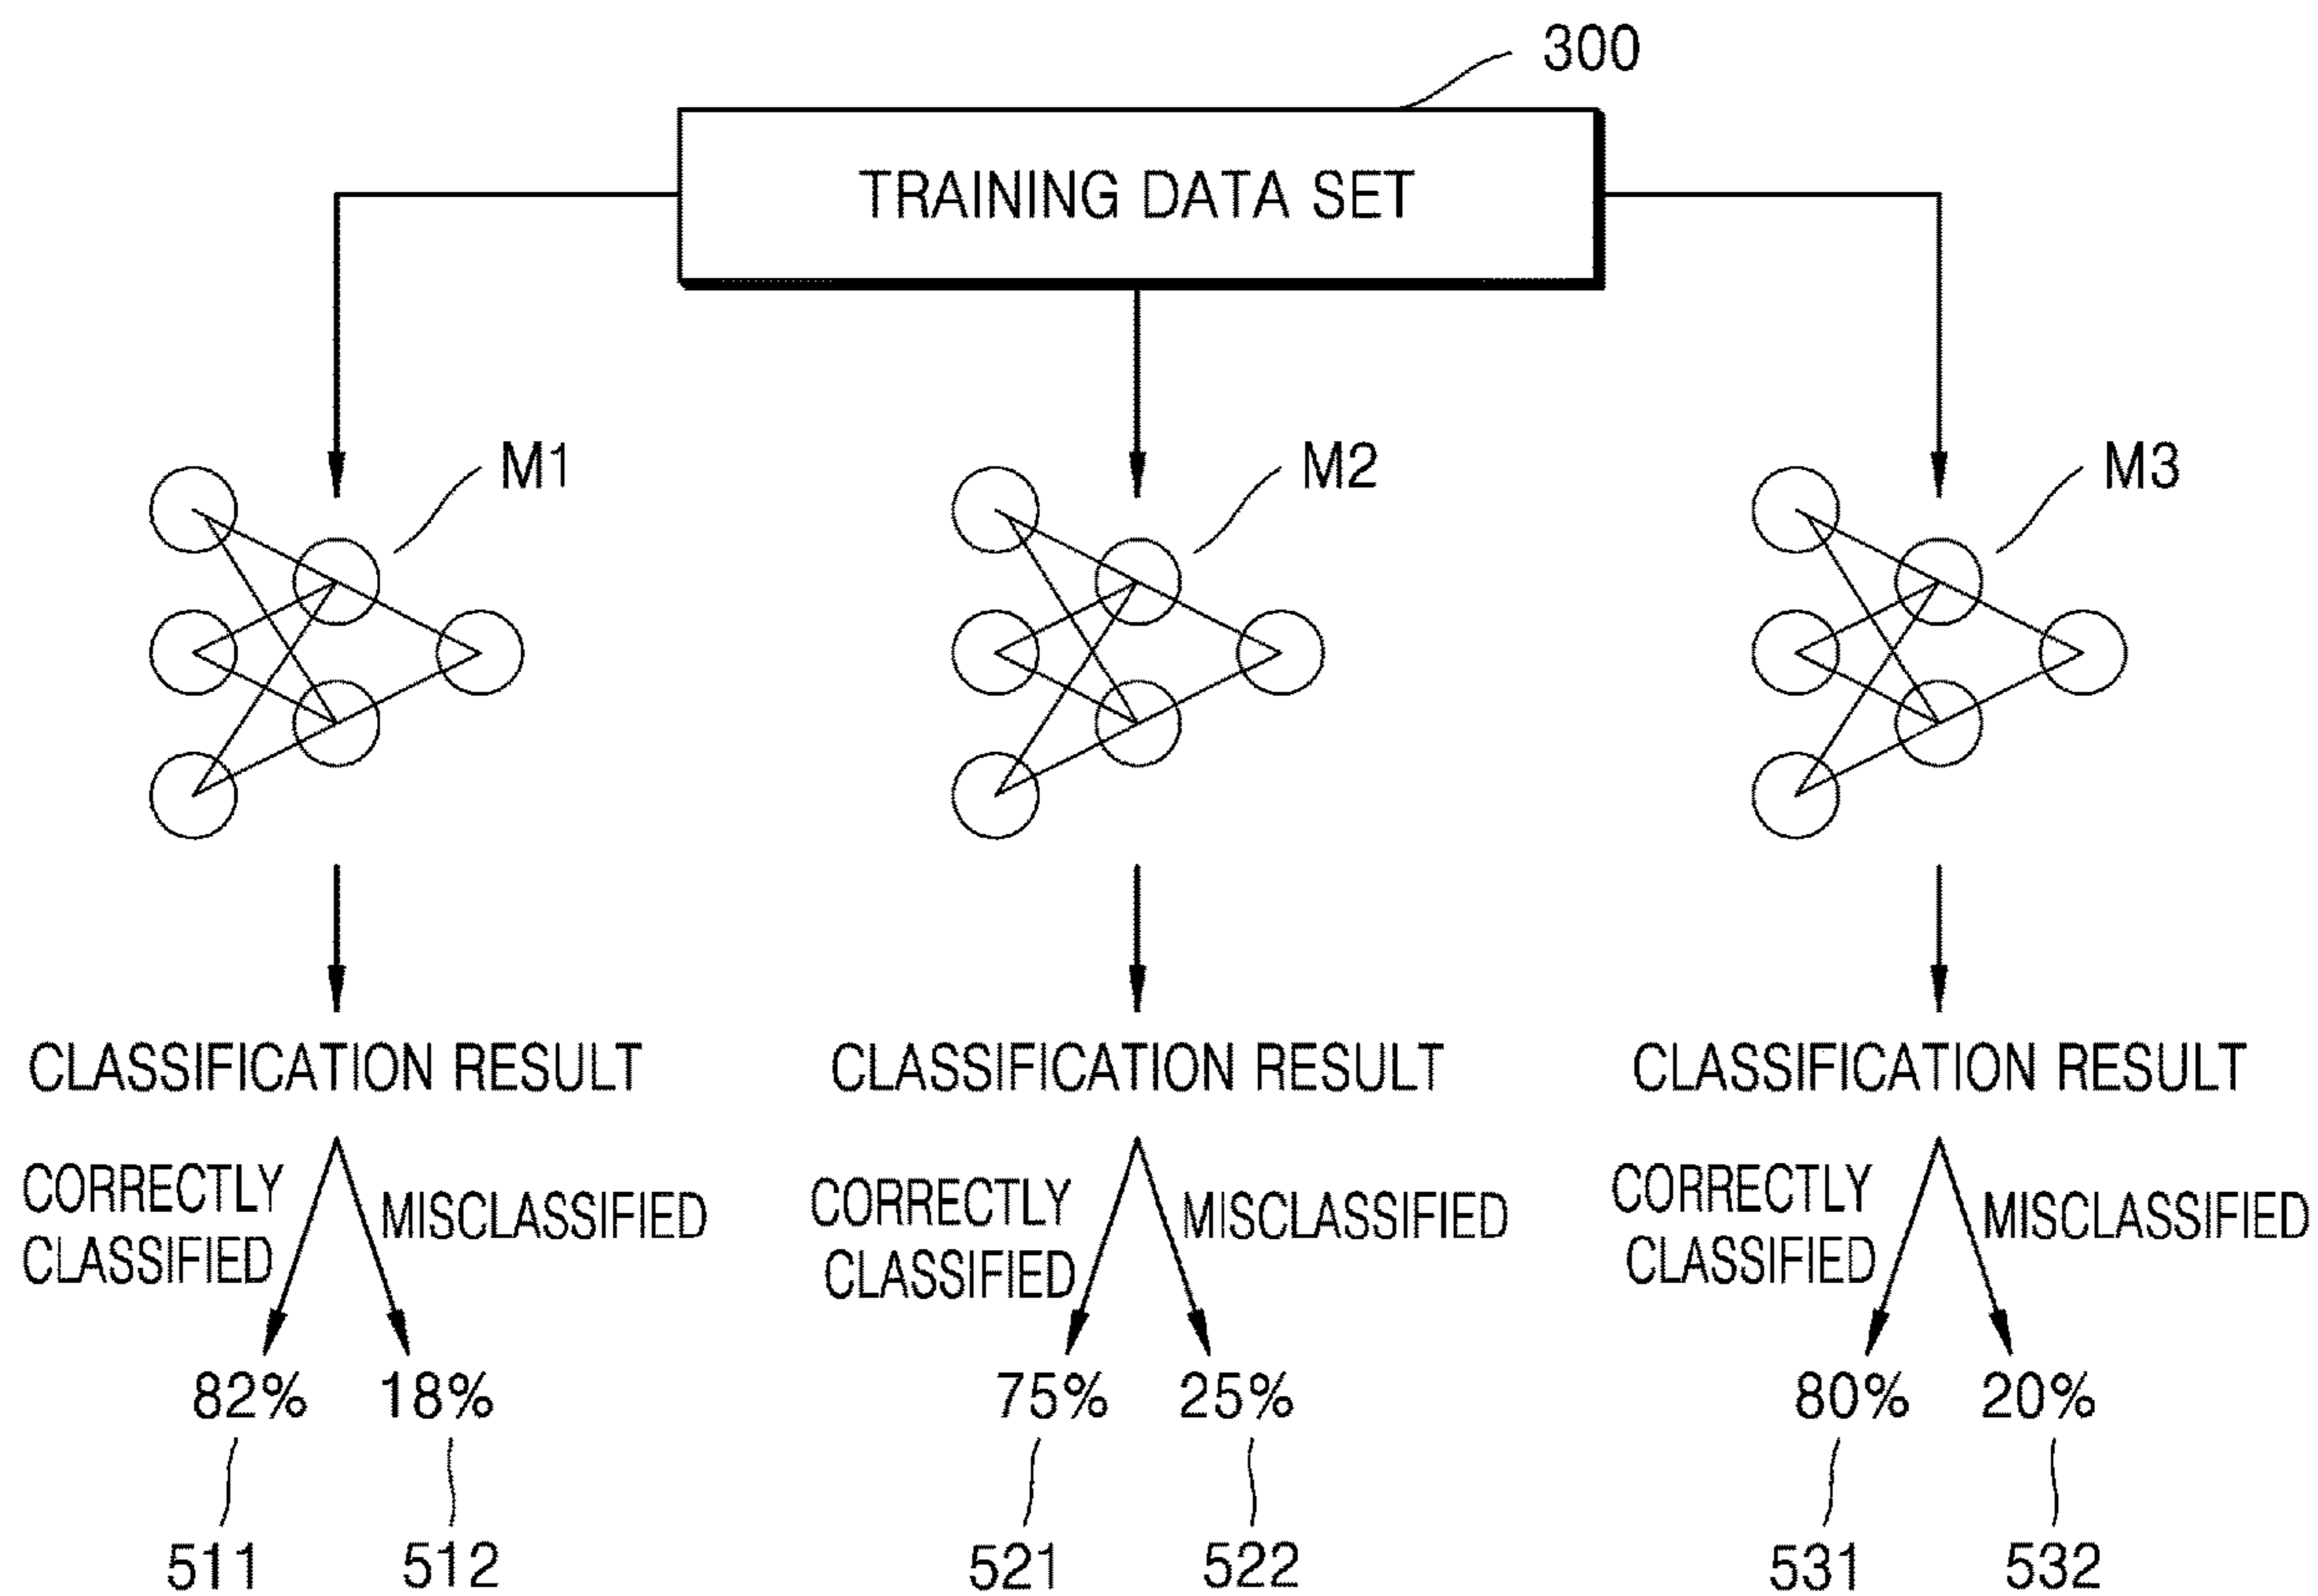 300
TRAINING DATA SET
M1
M2
M3
CLASSIFICATION RESULT
CLASSIFICATION RESULT
CLASSIFICATION RESULT
CORRECTLY
CLASSIFIED
MISCLASSIFIED
CORRECTLY
CLASSIFIED
MISCLASSIFIED
CORRECTLY
CLASSIFIED
MISCLASSIFIED
82%
18%
75%
25%
80%
20%
511
512
521
522
531
532